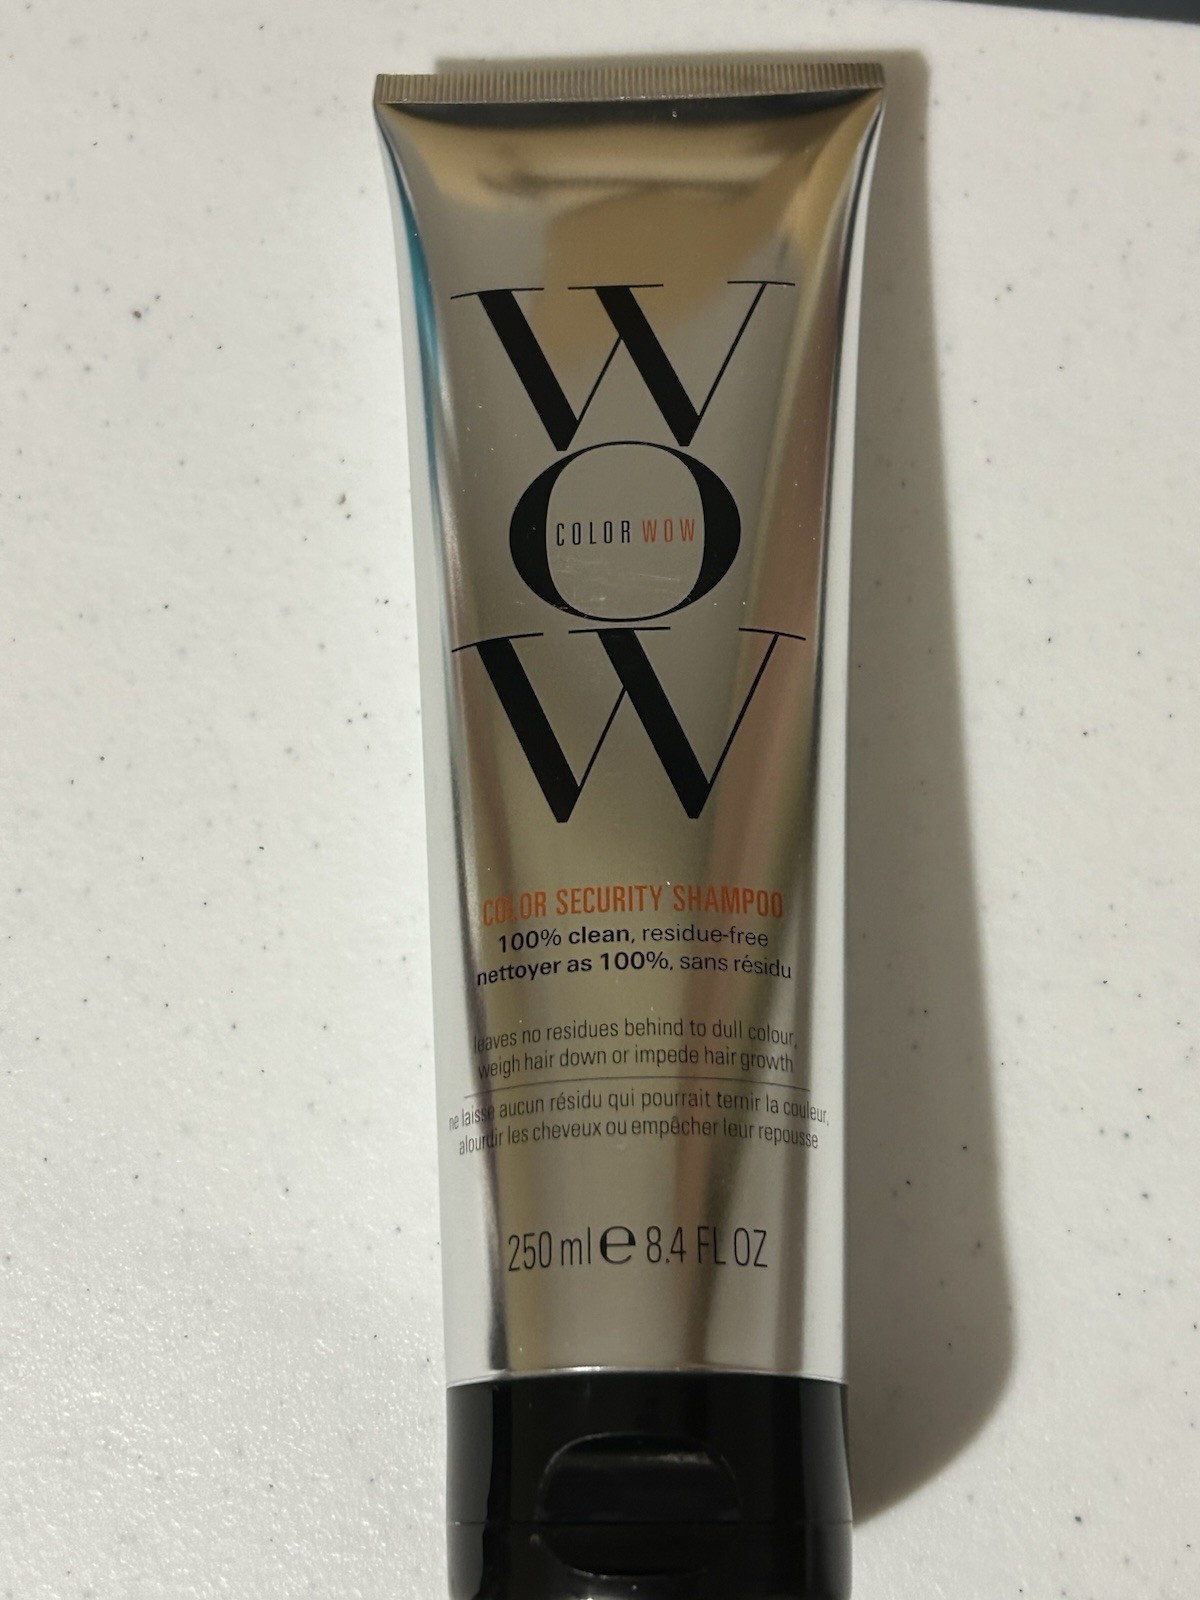 W
O
COLOR WOW
W
COLOR SECURITY SHAMPOO
100% clean, residue-free
nettoyer as 100%, sans résidu
leaves no residues behind to dull colour,
weigh hair down or impede hair growth
ne laisse aucun résidu qui pourrait ternir la couleur,
alourdir les cheveux ou empêcher leur repousse
250 ml e 8.4 FL OZ